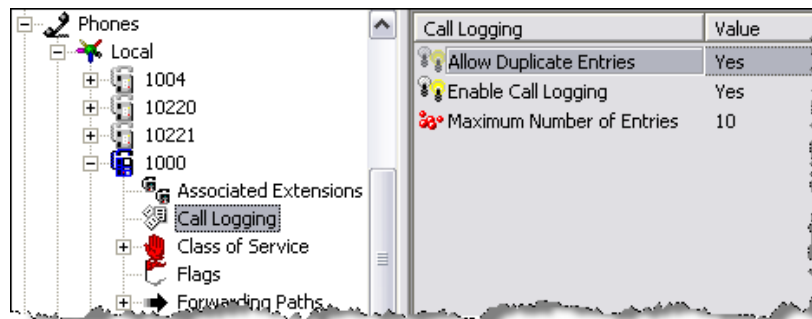 Phones
Local
1004
10220
10221
1000
Associated Extensions
Call Logging
Class of Service
Flags
Forwarding Paths
Call Logging Value
Allow Duplicate Entries Yes
Enable Call Logging Yes
Maximum Number of Entries 10